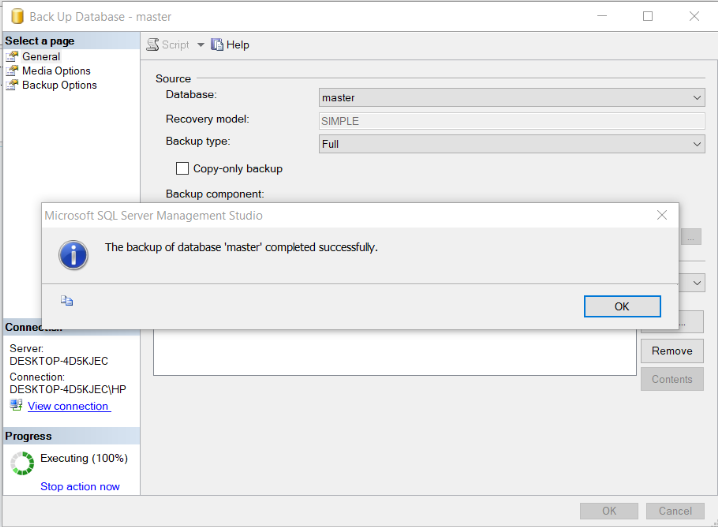 Back Up Database - master
Select a page
General
Media Options
Backup Options
Script
Help
Source
Database:
master
Recovery model:
SIMPLE
Backup type:
Full
Copy-only backup
Backup component:
Microsoft SQL Server Management Studio
The backup of database 'master' completed successfully.
OK
...
Remove
Contents
Connection
Server:
DESKTOP-4D5KJEC
Connection:
DESKTOP-4D5KJEC\HP
View connection
Progress
Executing (100%)
Stop action now
OK
Cancel